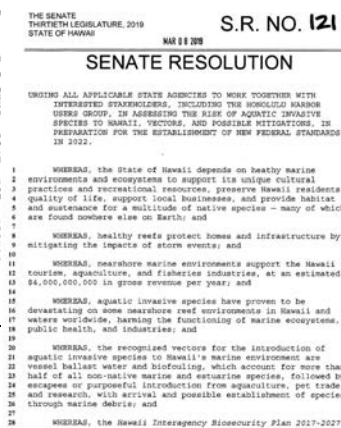 THE SENATE
THIRTIETH LEGISLATURE, 2019
STATE OF HAWAII
S.R. NO. 121
MAR 08 2019
SENATE RESOLUTION
URGING ALL APPLICABLE STATE AGENCIES TO WORK TOGETHER WITH
INTERESTED STAKEHOLDERS, INCLUDING THE HONOLULU HARBOR
USERS GROUP, IN ASSESSING THE RISK OF AQUATIC INVASIVE
SPECIES TO HAWAII, VECTORS, AND POSSIBLE MITIGATIONS, IN
PREPARATION FOR THE ESTABLISHMENT OF NEW FEDERAL STANDARDS
IN 2022.
1 WHEREAS, the State of Hawaii depends on heathy marine
2 environments and ecosystems to support its unique cultural
3 practices and recreational resources, preserve Hawaii residents
4 quality of life, support local businesses, and provide habitat
5 and sustenance for a multitude of native species – many of which
6 are found nowhere else on Earth; and
7
8 WHEREAS, healthy reefs protect homes and infrastructure by
9 mitigating the impacts of storm events; and
10
11 WHEREAS, nearshore marine environments support the Hawaii
12 tourism, aquaculture, and fisheries industries, at an estimated
13 $4,000,000,000 in gross revenue per year; and
14
15 WHEREAS, aquatic invasive species have proven to be
16 devastating on some nearshore reef environments in Hawaii and
17 waters worldwide, harming the functioning of marine ecosystems,
18 public health, and industries; and
19
20 WHEREAS, the recognized vectors for the introduction of
21 aquatic invasive species to Hawaii's marine environment are
22 vessel ballast water and biofouling, which account for more than
23 half of all non-native marine and estuarine species, followed by
24 escapees or purposeful introduction from aquaculture, pet trade
25 and research, with arrival and possible establishment of species
26 through marine debris; and
27
28 WHEREAS, the Hawaii Interagency Biosecurity Plan 2017-2027